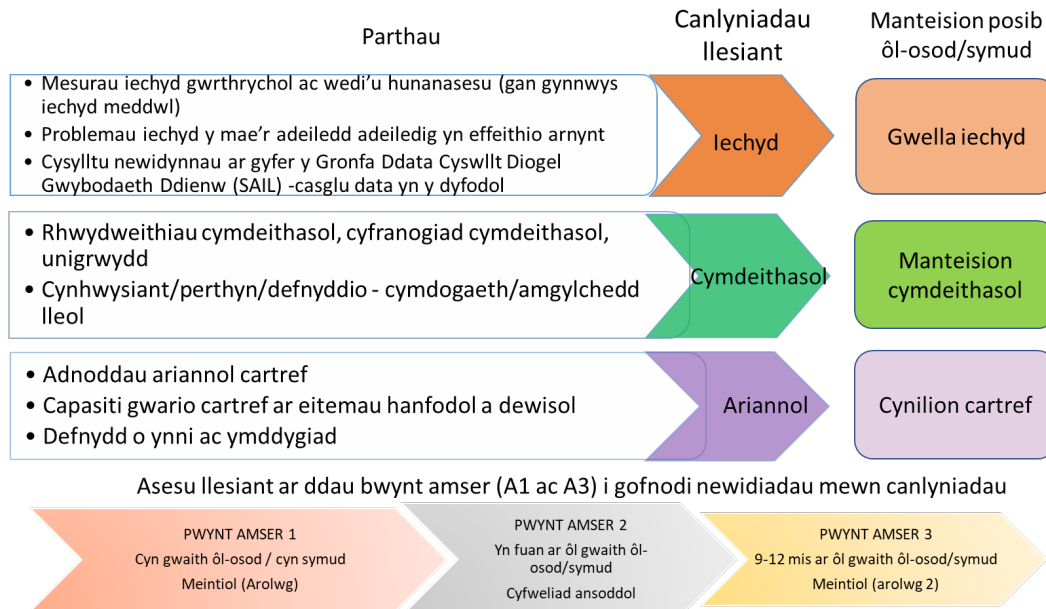 Parthau
Canlyniadau
llesiant
Manteision posib
ôl-osod/symud
• Mesurau iechyd gwrthrychol ac wedi'u hunanasesu (gan gynnwys
iechyd meddwl)
• Problemau iechyd y mae'r adeiledd adeiledig yn effeithio arnynt
• Cysylltu newidynnau ar gyfer y Gronfa Ddata Cyswllt Diogel
Gwybodaeth Ddienw (SAIL) -casglu data yn y dyfodol
Iechyd
Gwella iechyd
• Rhwydweithiau cymdeithasol, cyfranogiad cymdeithasol,
unigrwydd
• Cynhwysiant/perthyn/defnyddio - cymdogaeth/amgylchedd
lleol
Cymdeithasol
Manteision
cymdeithasol
• Adnoddau ariannol cartref
• Capasiti gwario cartref ar eitemau hanfodol a dewisol
• Defnydd o ynni ac ymddygiad
Ariannol
Cynilion cartref
Asesu llesiant ar ddau bwynt amser (A1 ac A3) i gofnodi newidiadau mewn canlyniadau
PWYNT AMSER 1
Cyn gwaith ôl-osod / cyn symud
Meintiol (Arolwg)
PWYNT AMSER 2
Yn fuan ar ôl gwaith ôl-
osod/symud
Cyfweliad ansoddol
PWYNT AMSER 3
9-12 mis ar ôl gwaith ôl-osod/symud
Meintiol (arolwg 2)